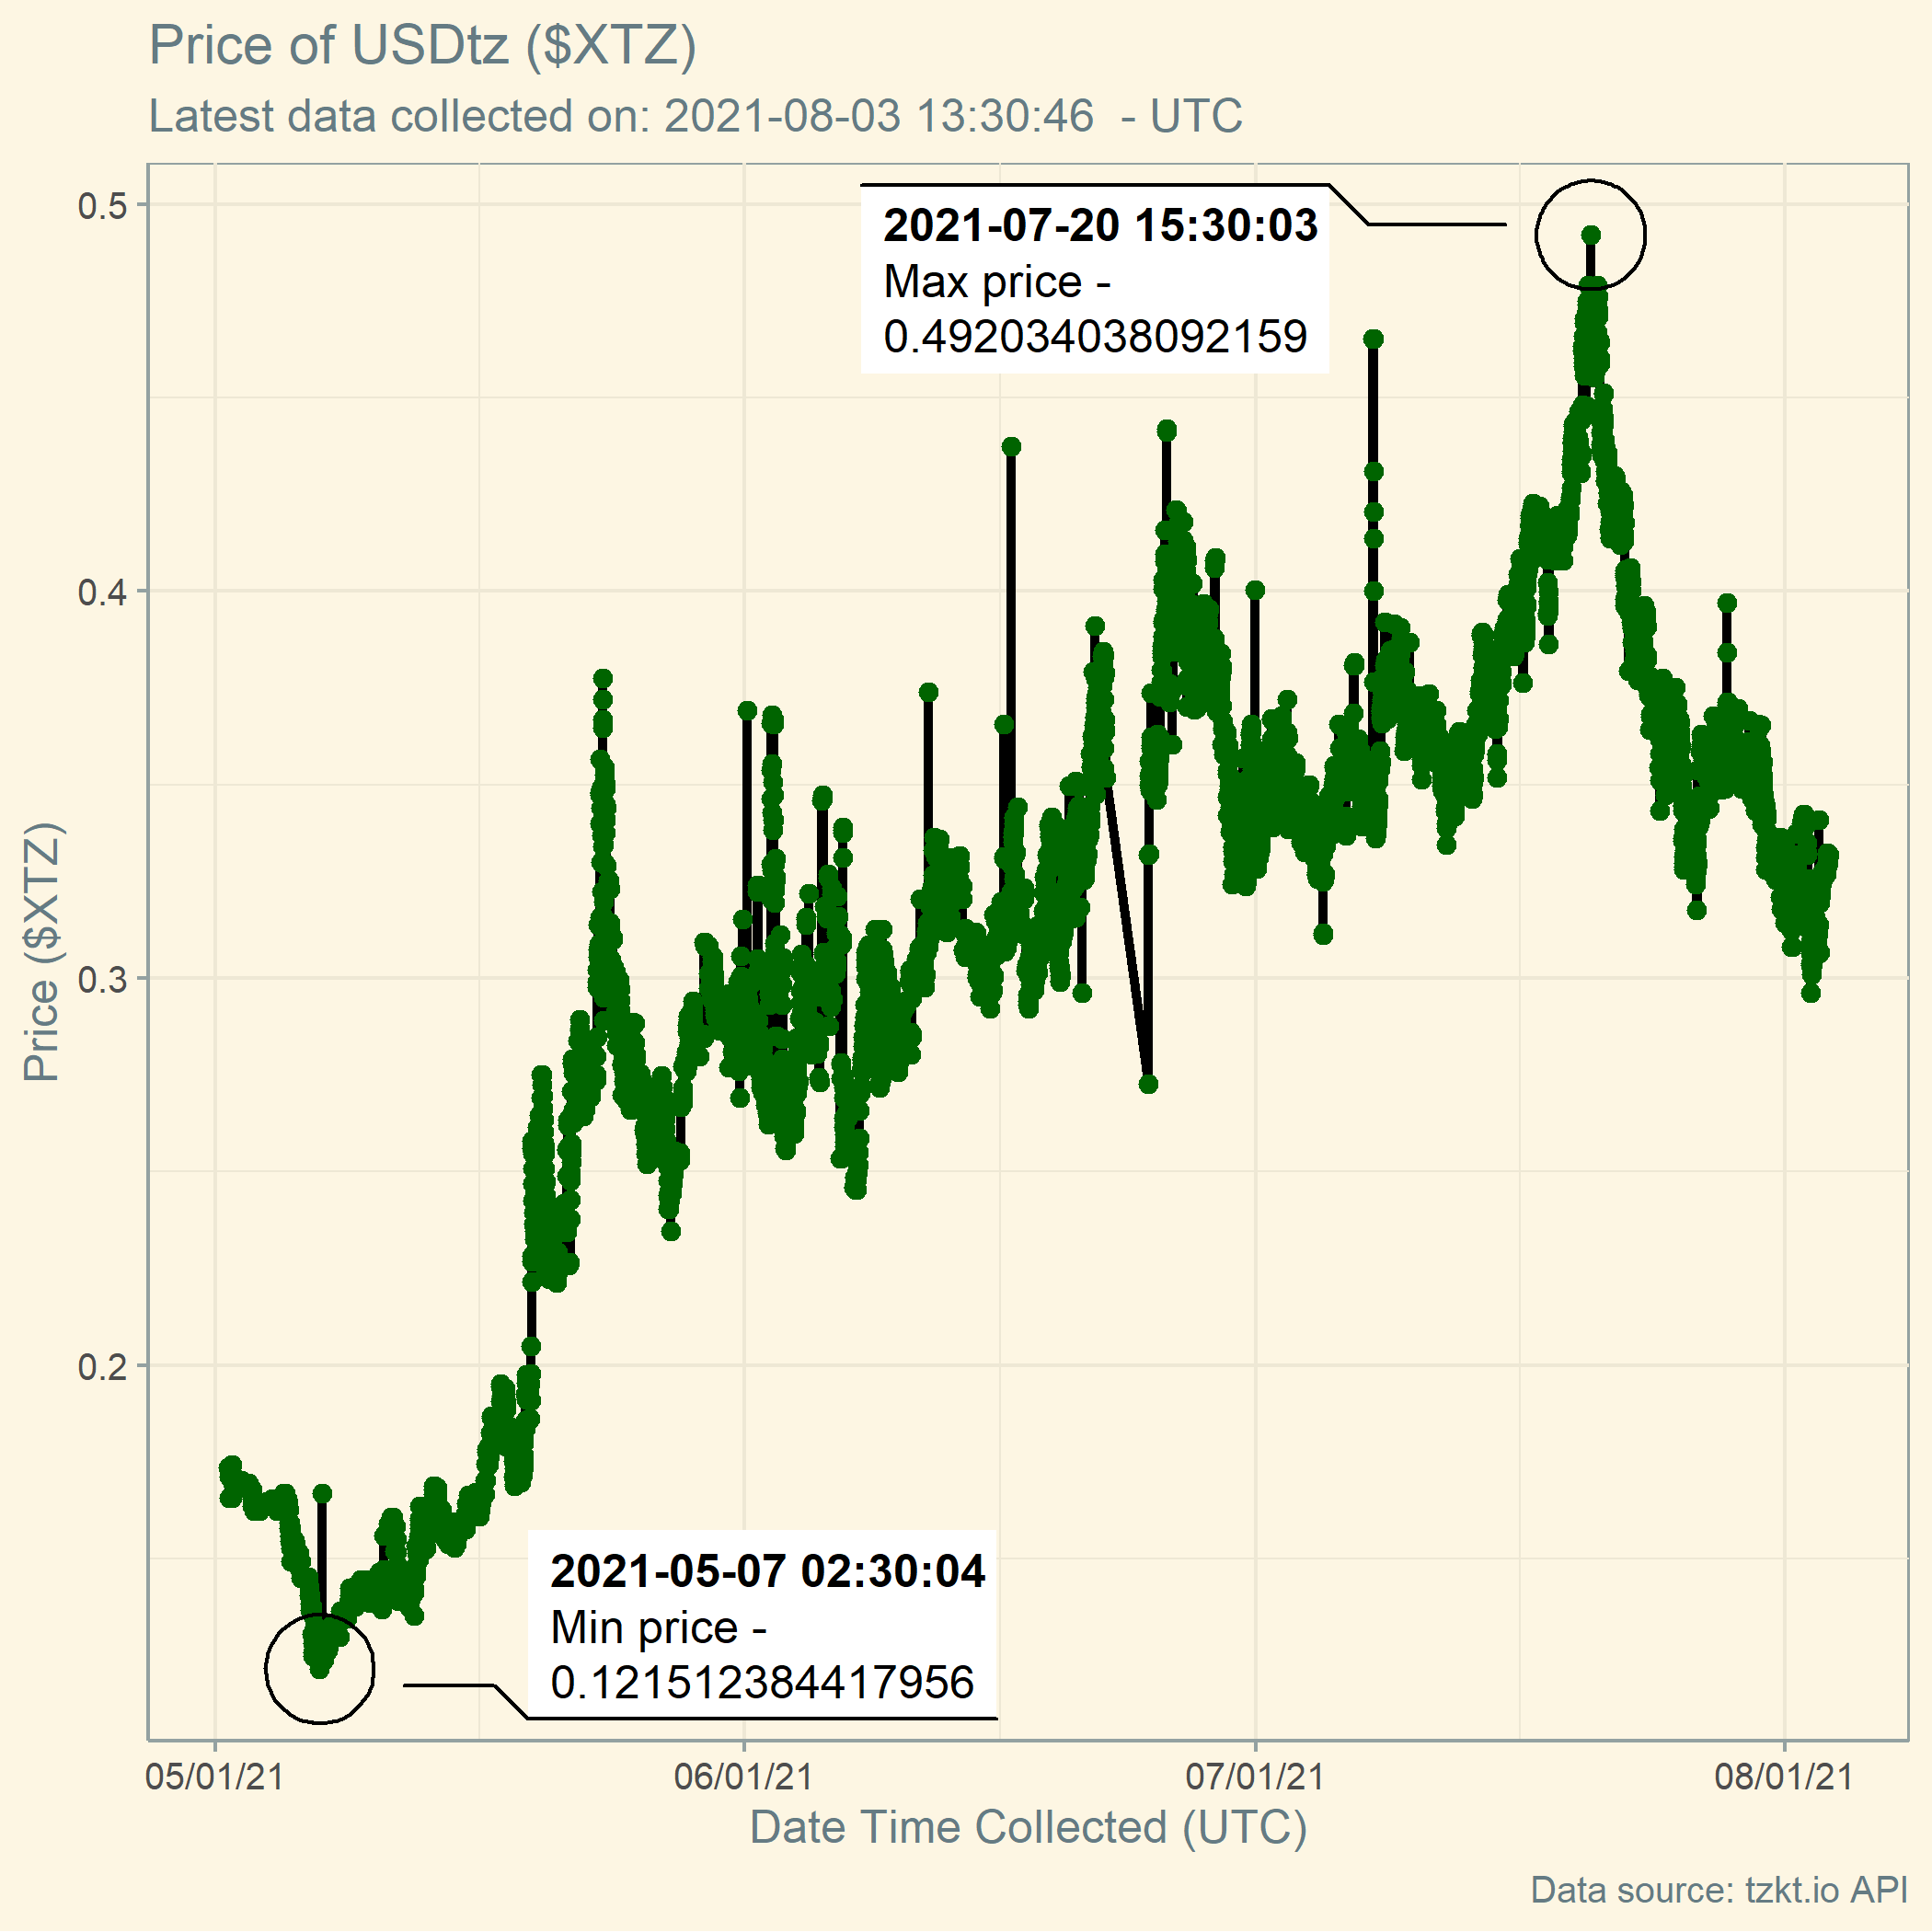 Price of USDtz ($XTZ)
Latest data collected on: 2021-08-03 13:30:46  - UTC
2021-07-20 15:30:03
Max price -
0.492034038092159
0.5
0.4
0.3
0.2
Price ($XTZ)
2021-05-07 02:30:04
Min price -
0.121512384417956
05/01/21
06/01/21
07/01/21
08/01/21
Date Time Collected (UTC)
Data source: tzkt.io API